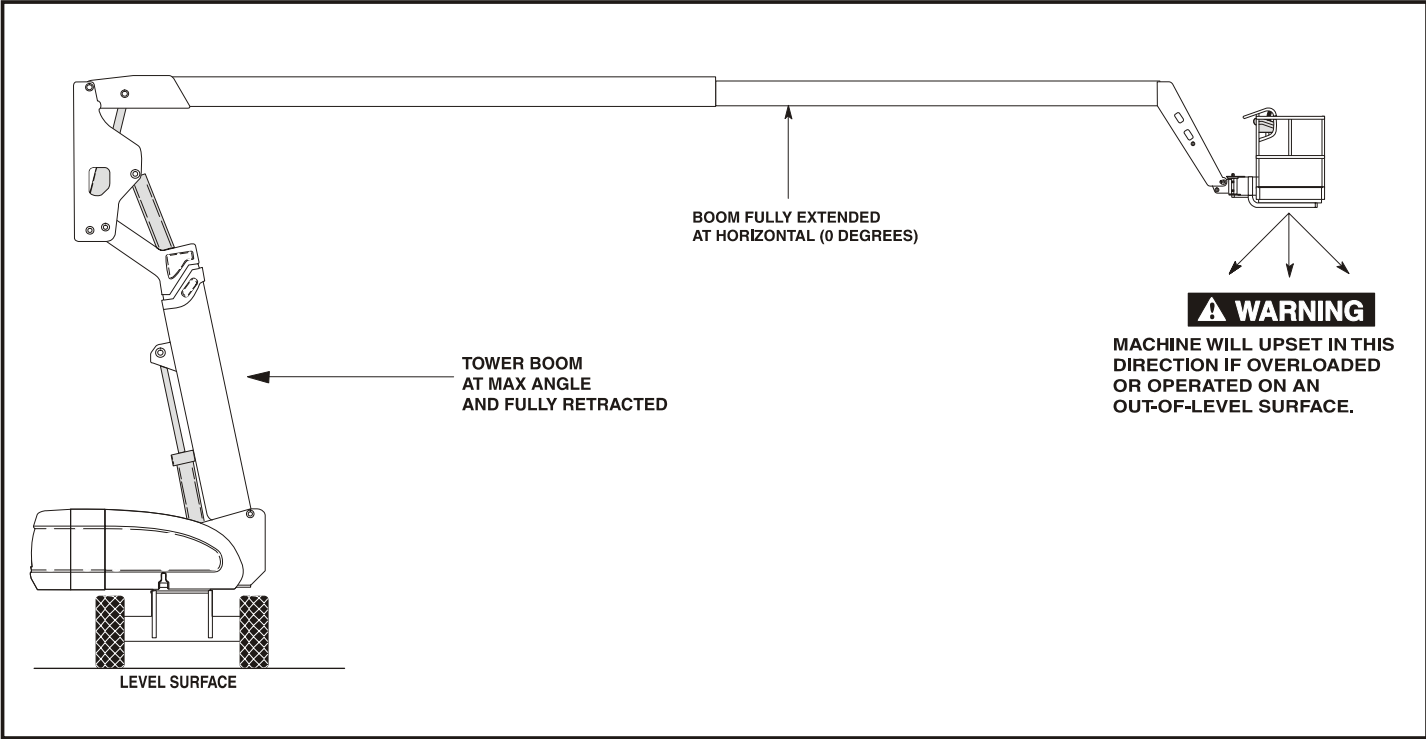 BOOM FULLY EXTENDED
AT HORIZONTAL (0 DEGREES)
WARNING
MACHINE WILL UPSET IN THIS
DIRECTION IF OVERLOADED
OR OPERATED ON AN
OUT-OF-LEVEL SURFACE.
TOWER BOOM
AT MAX ANGLE
AND FULLY RETRACTED
LEVEL SURFACE